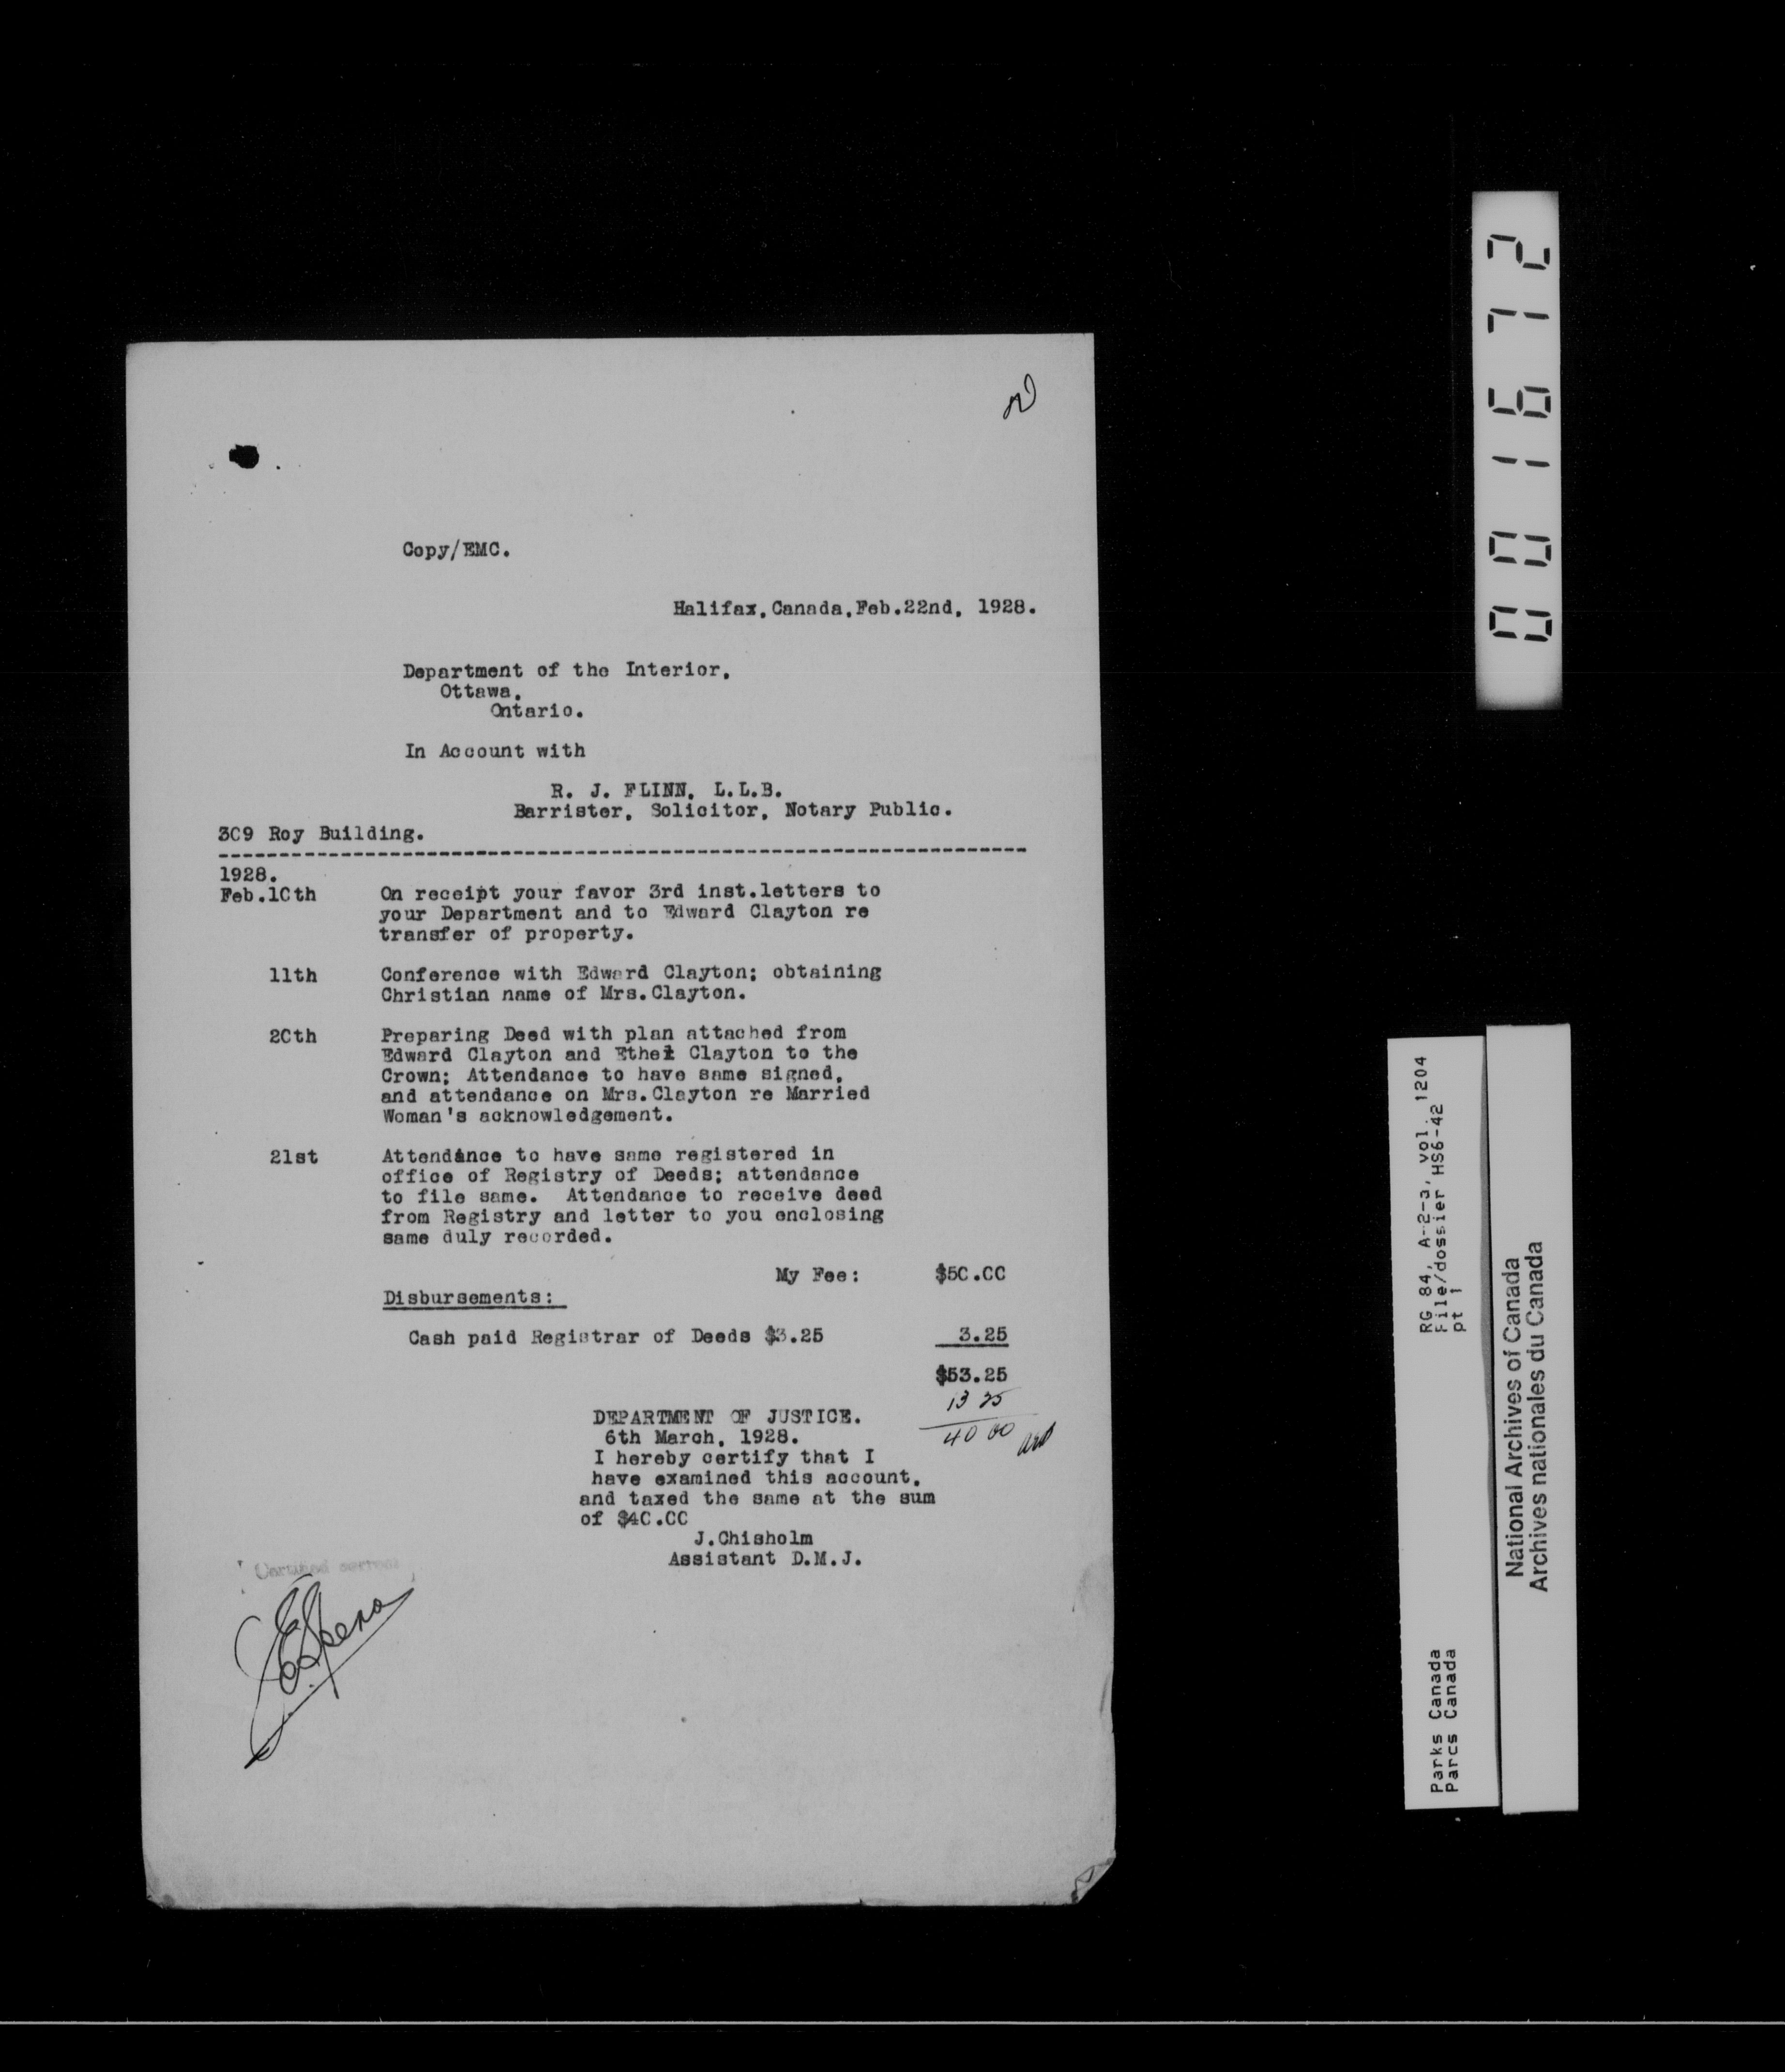 Copy/EMC.
Halifax,Canada,Feb.22nd, 1928.
Department of the Interior,
Ottawa,
Ontario.
In Account with
R. J. FLINN, L.L.B.
Barrister, Solicitor, Notary Public.
309 Roy Building.
1928.
Feb.10th On receipt your favor 3rd inst.letters to
your Department and to Edward Clayton re
transfer of property.
11th Conference with Edward Clayton; obtaining
Christian name of Mrs.Clayton.
20th Preparing Deed with plan attached from
Edward Clayton and Ethel Clayton to the
Crown; Attendance to have same signed,
and attendance on Mrs.Clayton re Married
Woman's acknowledgement.
21st Attendance to have same registered in
office of Registry of Deeds; attendance
to file same. Attendance to receive deed
from Registry and letter to you enclosing
same duly recorded.
My Fee: $50.00
Disbursements:
Cash paid Registrar of Deeds $3.25 3.25
$53.25
13 25
40 00
DEPARTMENT OF JUSTICE.
6th March, 1928.
I hereby certify that I
have examined this account,
and taxed the same at the sum
of $40.00
J.Chisholm
Assistant D.M.J.
Certified correct
001672
RG 84, A-2-a, vol. 1204
File/dossier HS6-42
pt 1
Parks Canada
Parcs Canada
National Archives of Canada
Archives nationales du Canada